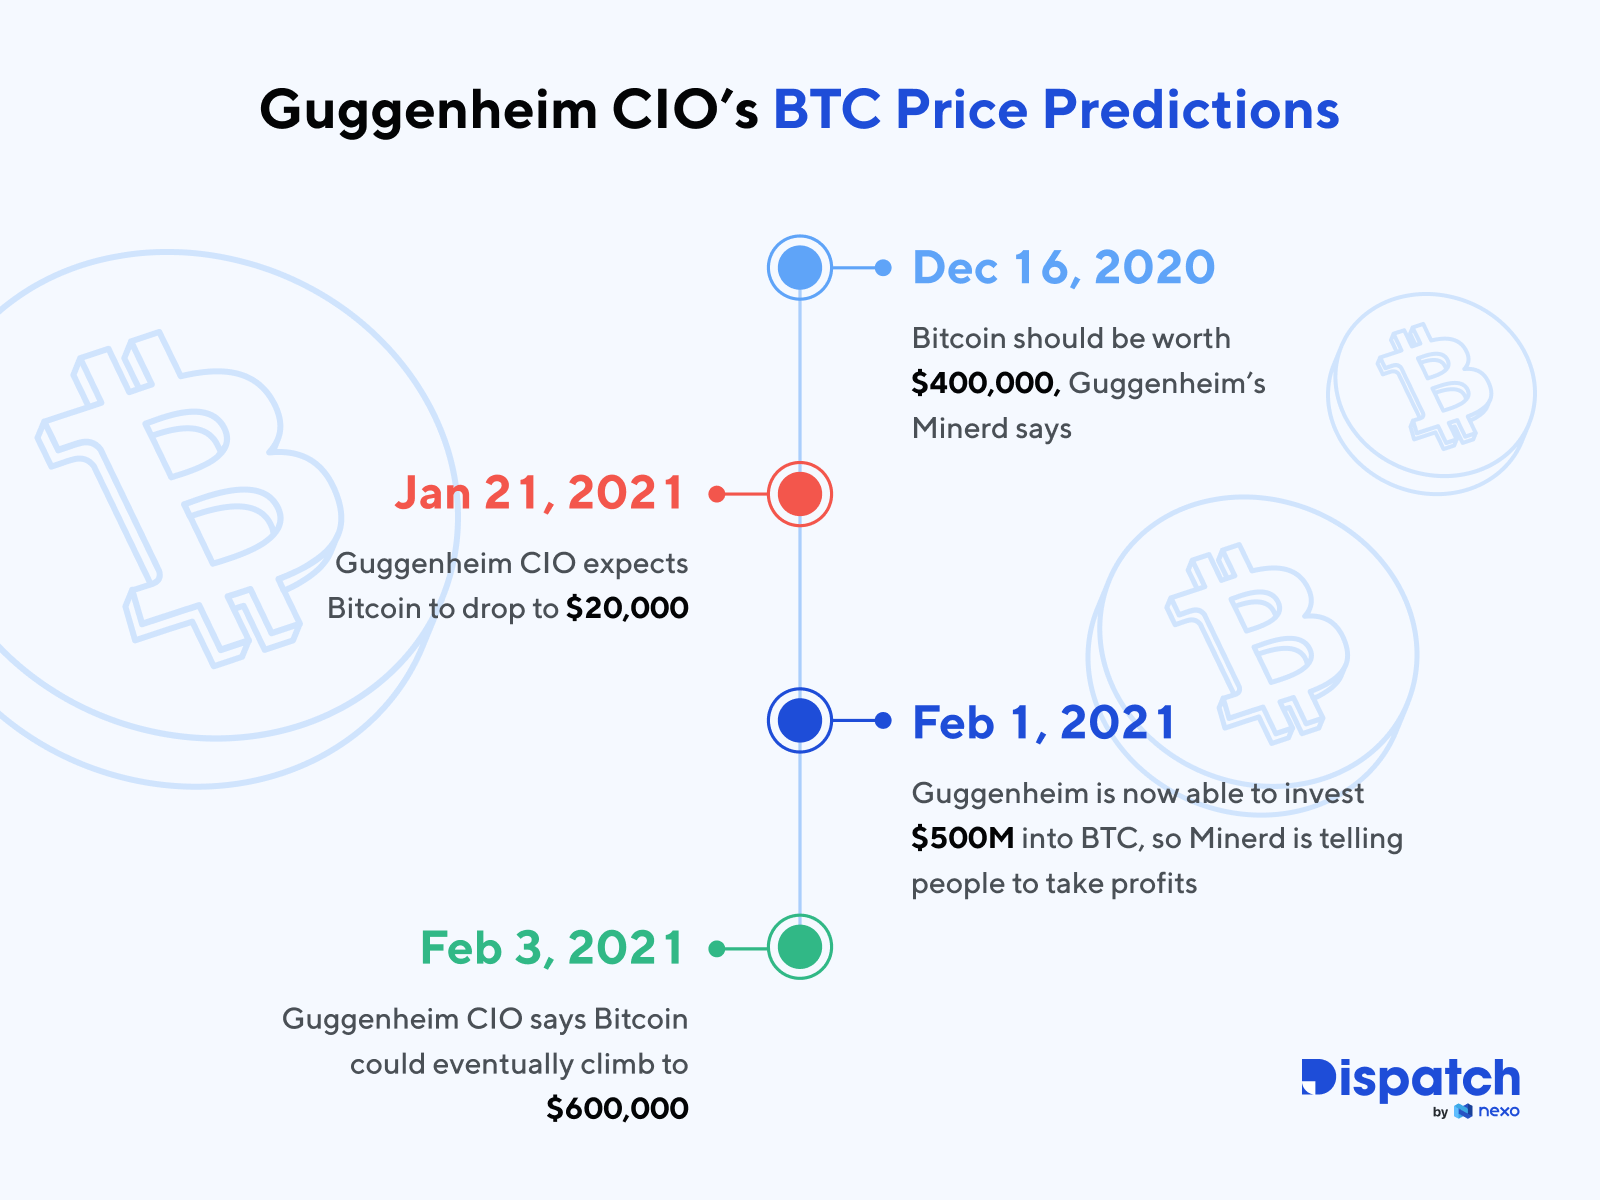 Guggenheim CIO’s BTC Price Predictions
Dec 16, 2020
Bitcoin should be worth
$400,000, Guggenheim’s
Minerd says
Jan 21, 2021
Guggenheim CIO expects
Bitcoin to drop to $20,000
Feb 1, 2021
Guggenheim is now able to invest
$500M into BTC, so Minerd is telling
people to take profits
Feb 3, 2021
Guggenheim CIO says Bitcoin
could eventually climb to
$600,000
Dispatch
by nexo